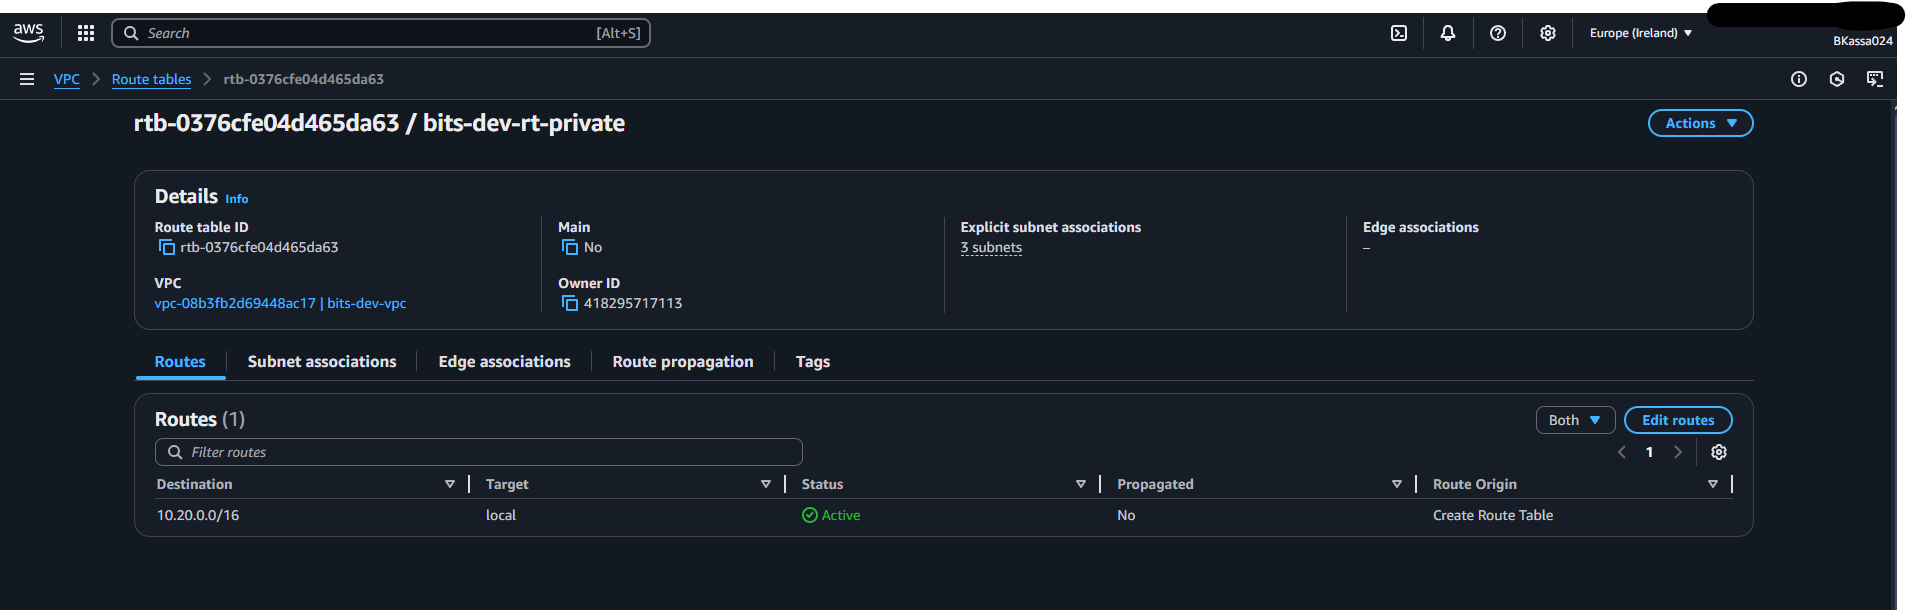 aws
Search [Alt+S]
Europe (Ireland)
BKassa024
VPC Route tables rtb-0376cfe04d465da63
rtb-0376cfe04d465da63 / bits-dev-rt-private
Actions
Details Info
Route table ID
rtb-0376cfe04d465da63
Main
No
Explicit subnet associations
3 subnets
Edge associations
–
VPC
vpc-08b3fb2d69448ac17 | bits-dev-vpc
Owner ID
418295717113
Routes Subnet associations Edge associations Route propagation Tags
Routes (1)
Both Edit routes
Filter routes
1
Destination Target Status Propagated Route Origin
10.20.0.0/16 local Active No Create Route Table